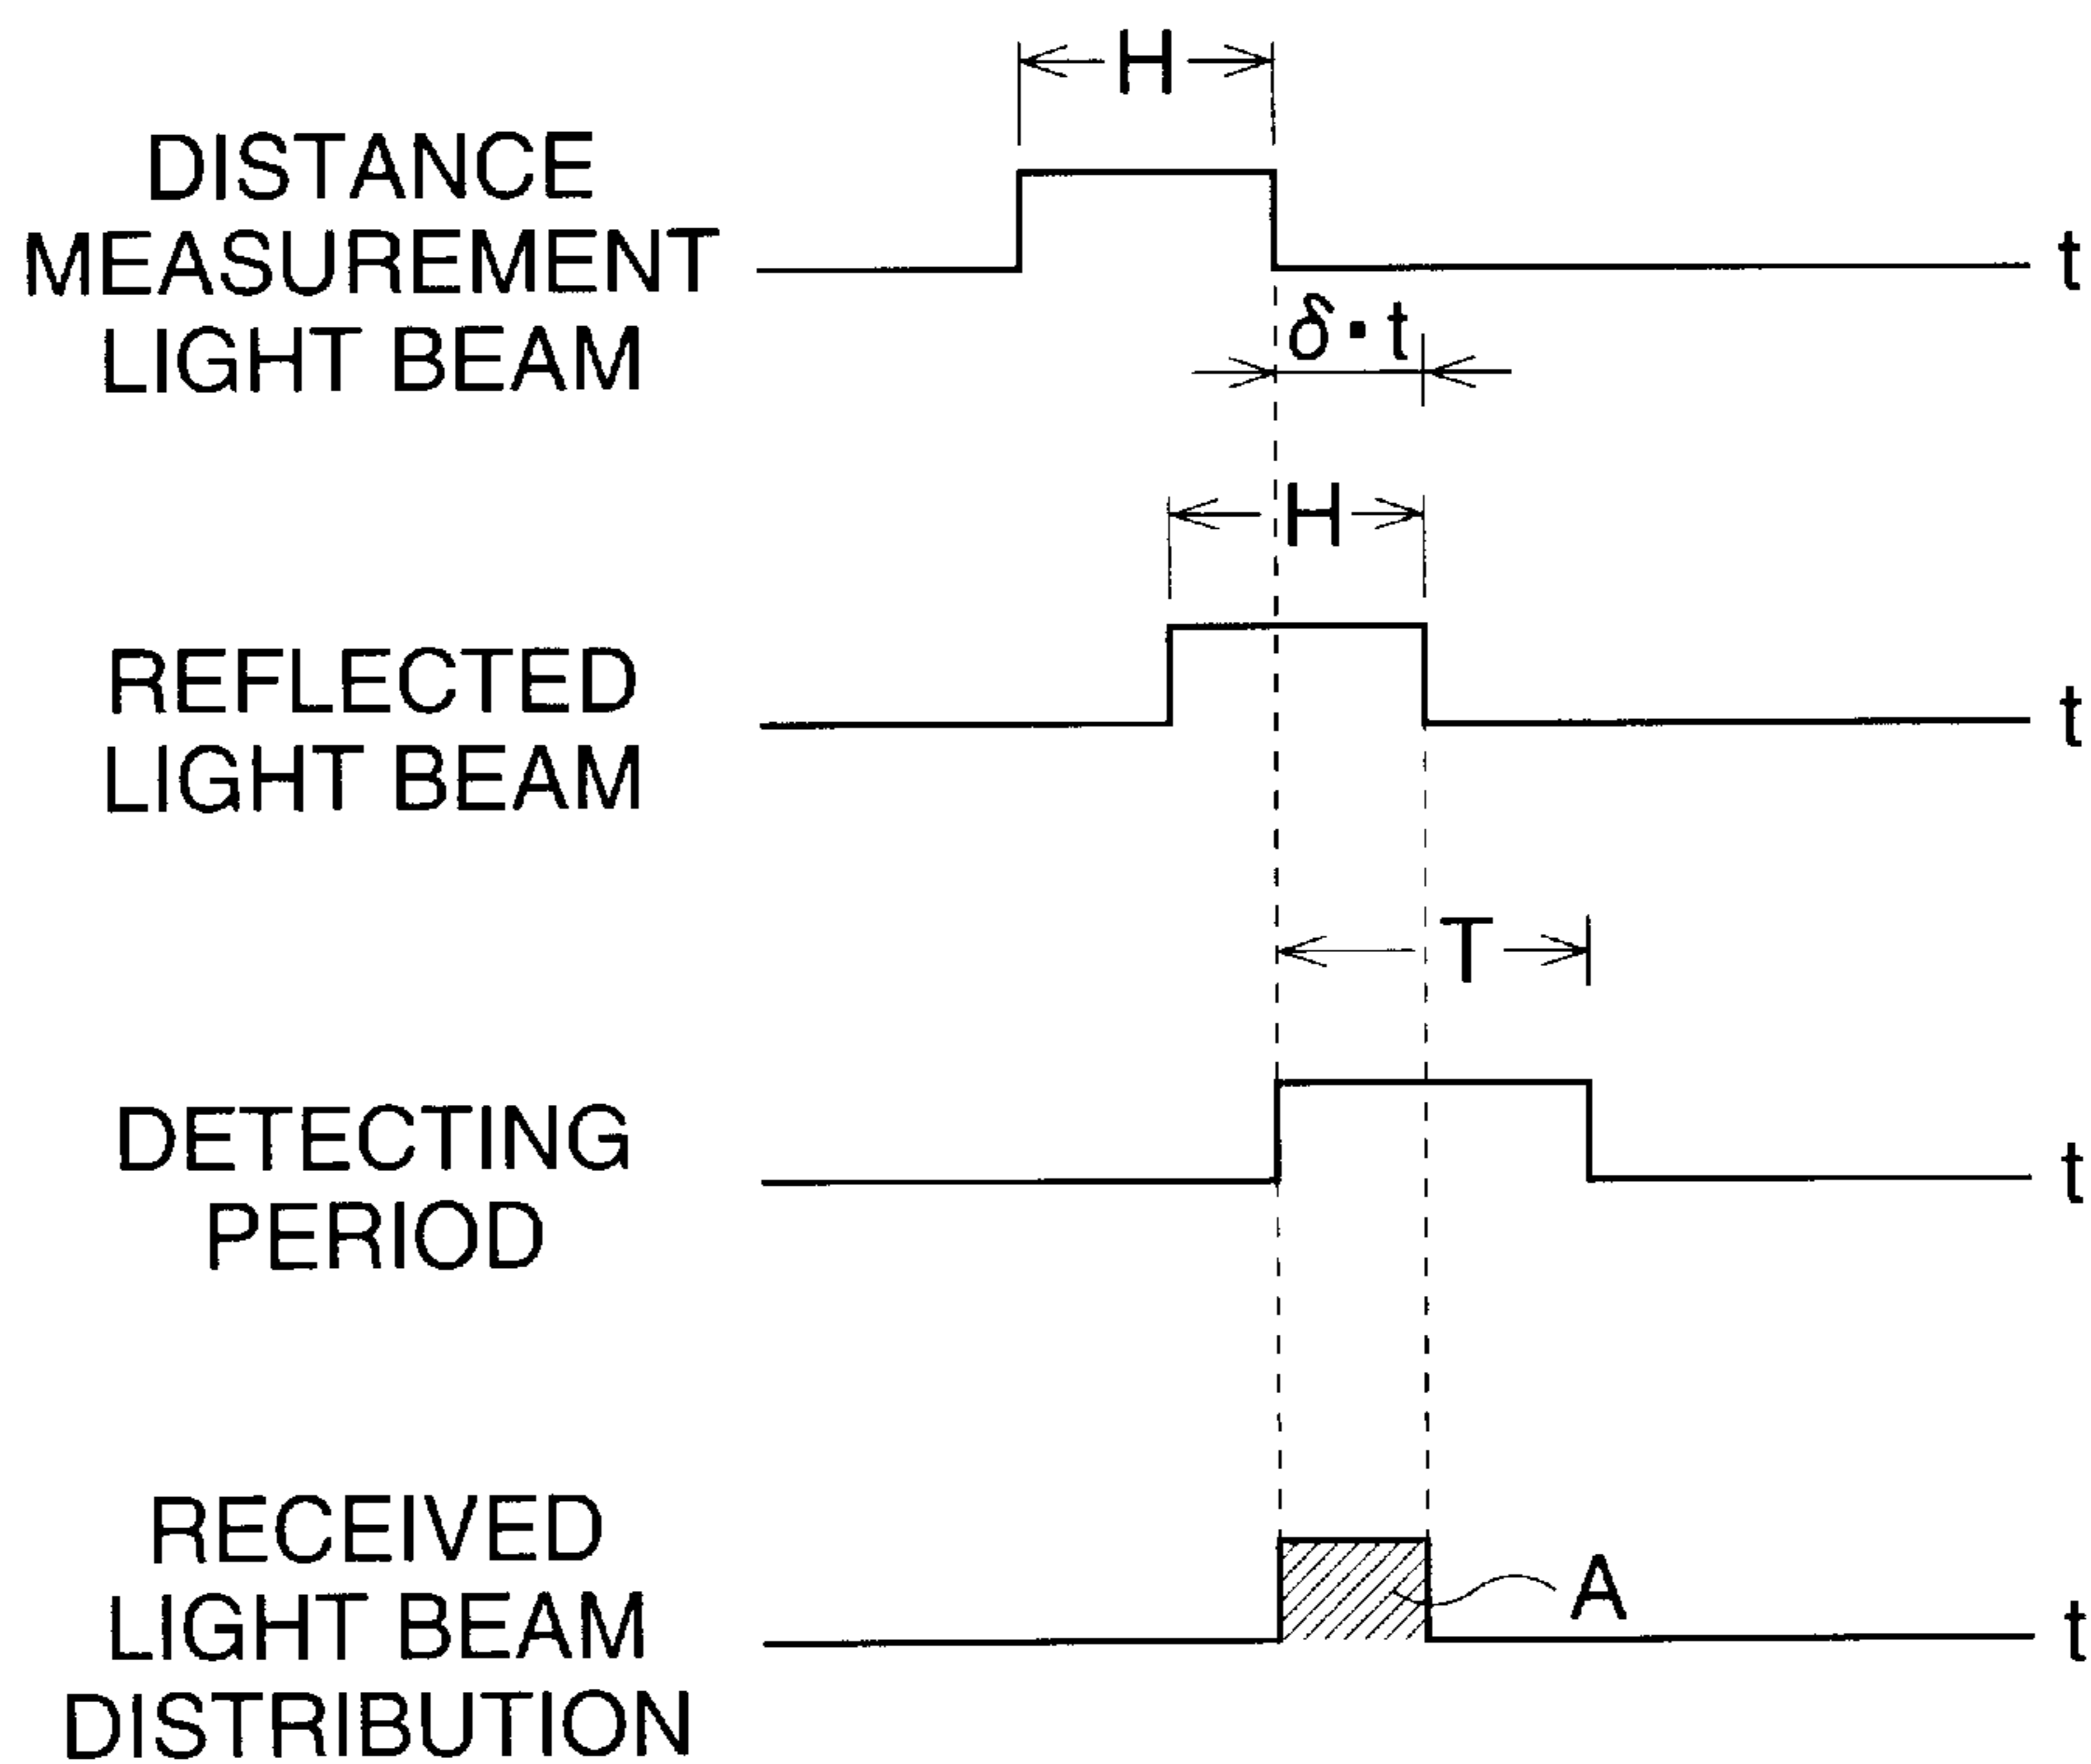 H
DISTANCE
MEASUREMENT
LIGHT BEAM
t
δ·t
H
REFLECTED
LIGHT BEAM
t
T
DETECTING
PERIOD
t
RECEIVED
LIGHT BEAM
DISTRIBUTION
A
t